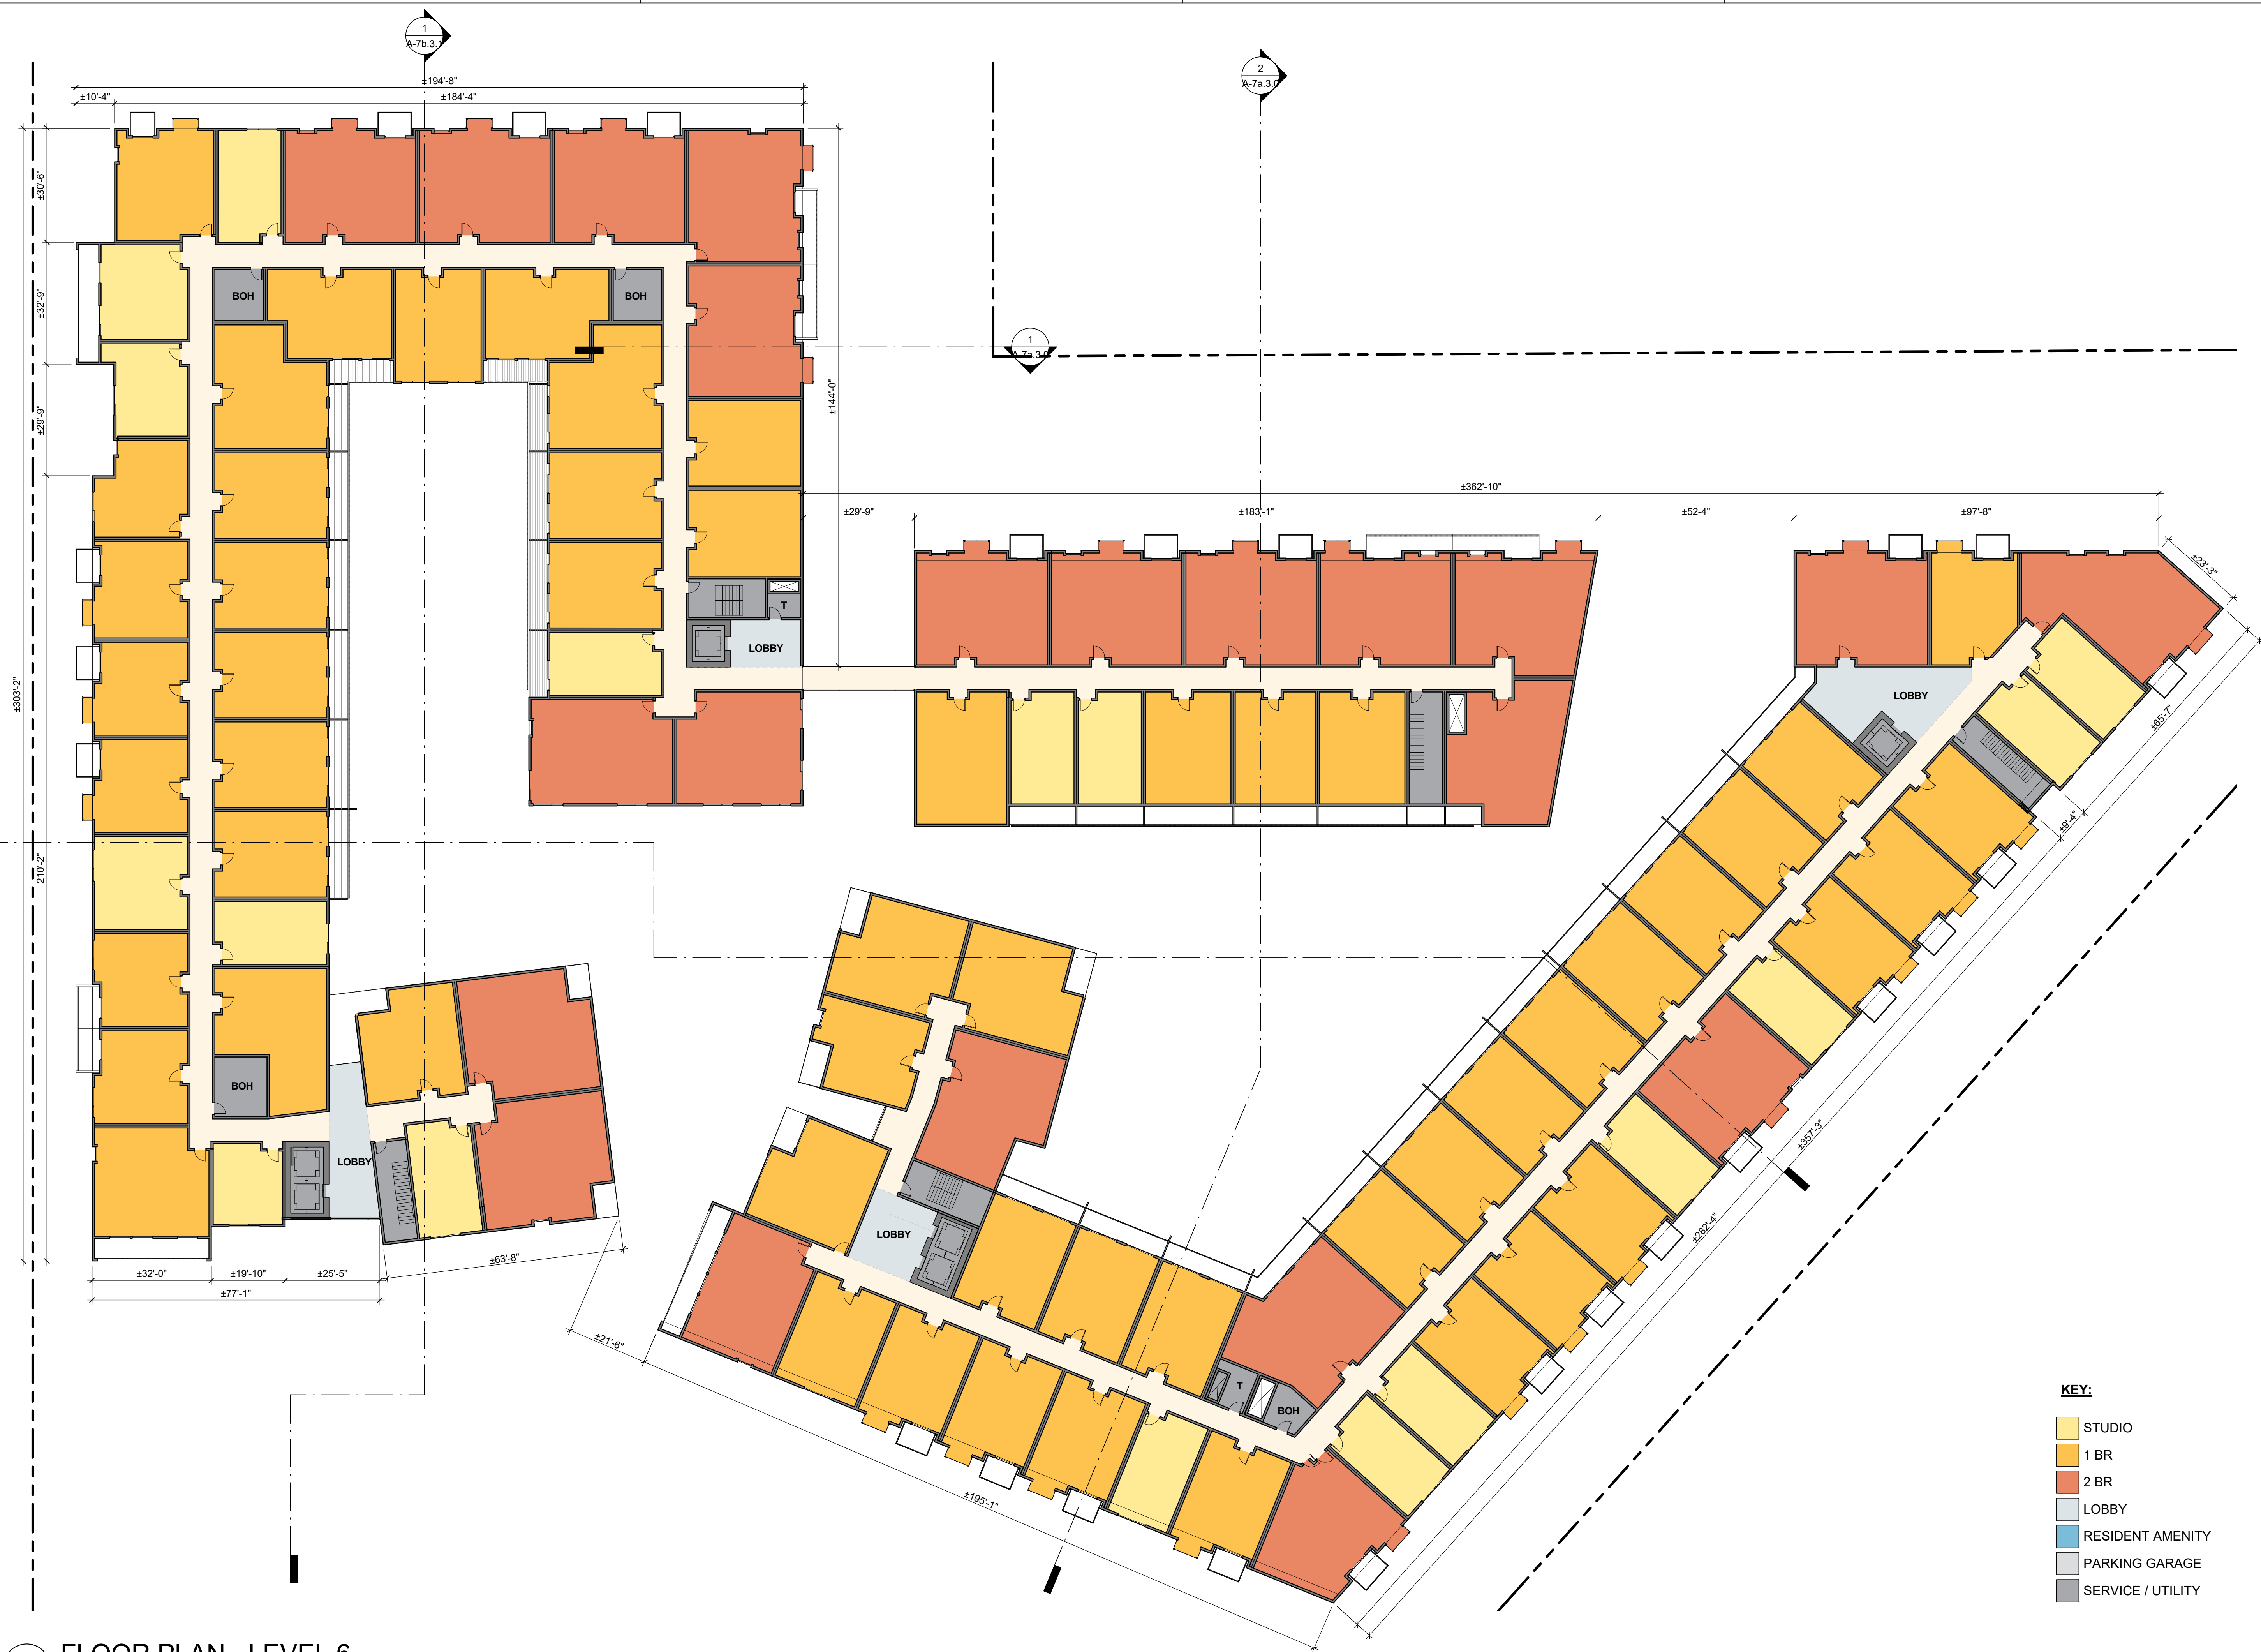 1
A-7b.3.1
2
A-7a.3.0
±194'-8"
±10'-4"
±184'-4"
±30'-6"
±32'-9"
±29'-9"
±303'-2"
210'-2"
±144'-0"
BOH
BOH
1
A-7a.3.0
±362'-10"
±29'-9"
±183'-1"
±52-4"
±97'-8"
±23'-3"
T
LOBBY
LOBBY
±65'-7"
±9'-4"
BOH
LOBBY
LOBBY
±357'-3"
±282'-4"
±63'-8"
±32'-0"
±19'-10"
±25'-5"
±77'-1"
±21'-6"
T
BOH
±195'-1"
KEY:
STUDIO
1 BR
2 BR
LOBBY
RESIDENT AMENITY
PARKING GARAGE
SERVICE / UTILITY
FLOOR PLAN - LEVEL 6